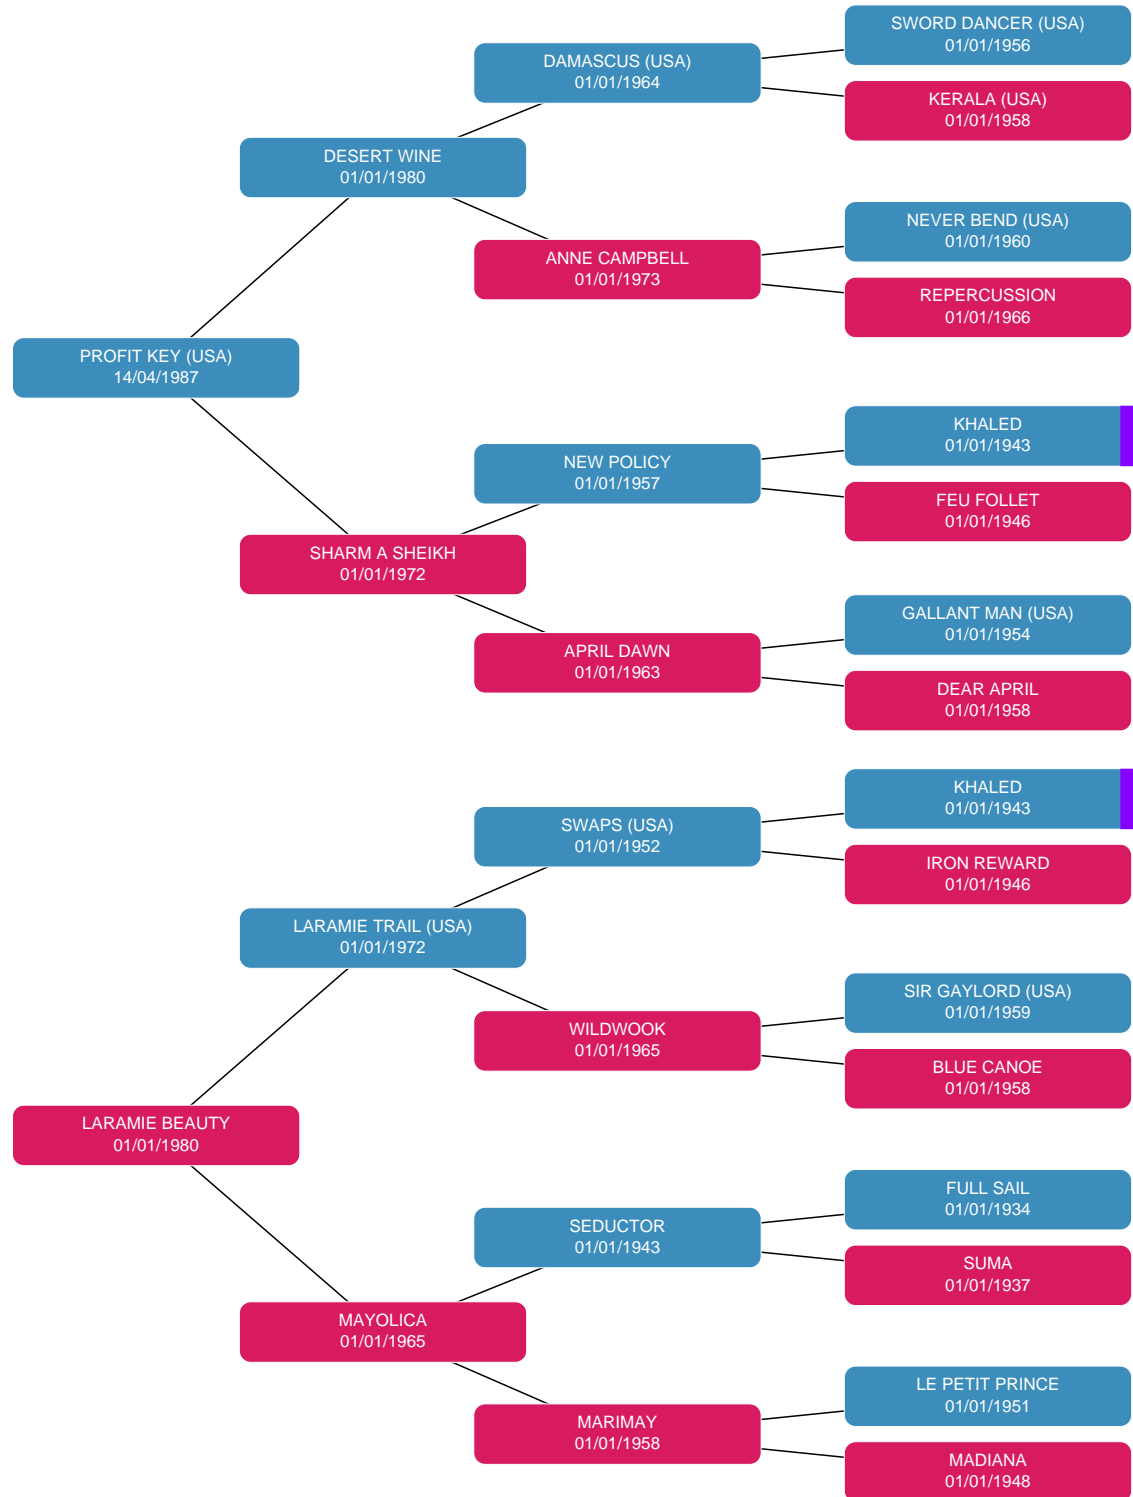 SWORD DANCER (USA)
01/01/1956
DAMASCUS (USA)
01/01/1964
KERALA (USA)
01/01/1958
DESERT WINE
01/01/1980
NEVER BEND (USA)
01/01/1960
ANNE CAMPBELL
01/01/1973
REPERCUSSION
01/01/1966
PROFIT KEY (USA)
14/04/1987
KHALED
01/01/1943
NEW POLICY
01/01/1957
FEU FOLLET
01/01/1946
SHARM A SHEIKH
01/01/1972
GALLANT MAN (USA)
01/01/1954
APRIL DAWN
01/01/1963
DEAR APRIL
01/01/1958
KHALED
01/01/1943
SWAPS (USA)
01/01/1952
IRON REWARD
01/01/1946
LARAMIE TRAIL (USA)
01/01/1972
SIR GAYLORD (USA)
01/01/1959
WILDWOOK
01/01/1965
BLUE CANOE
01/01/1958
LARAMIE BEAUTY
01/01/1980
FULL SAIL
01/01/1934
SEDUCTOR
01/01/1943
SUMA
01/01/1937
MAYOLICA
01/01/1965
LE PETIT PRINCE
01/01/1951
MARIMAY
01/01/1958
MADIANA
01/01/1948